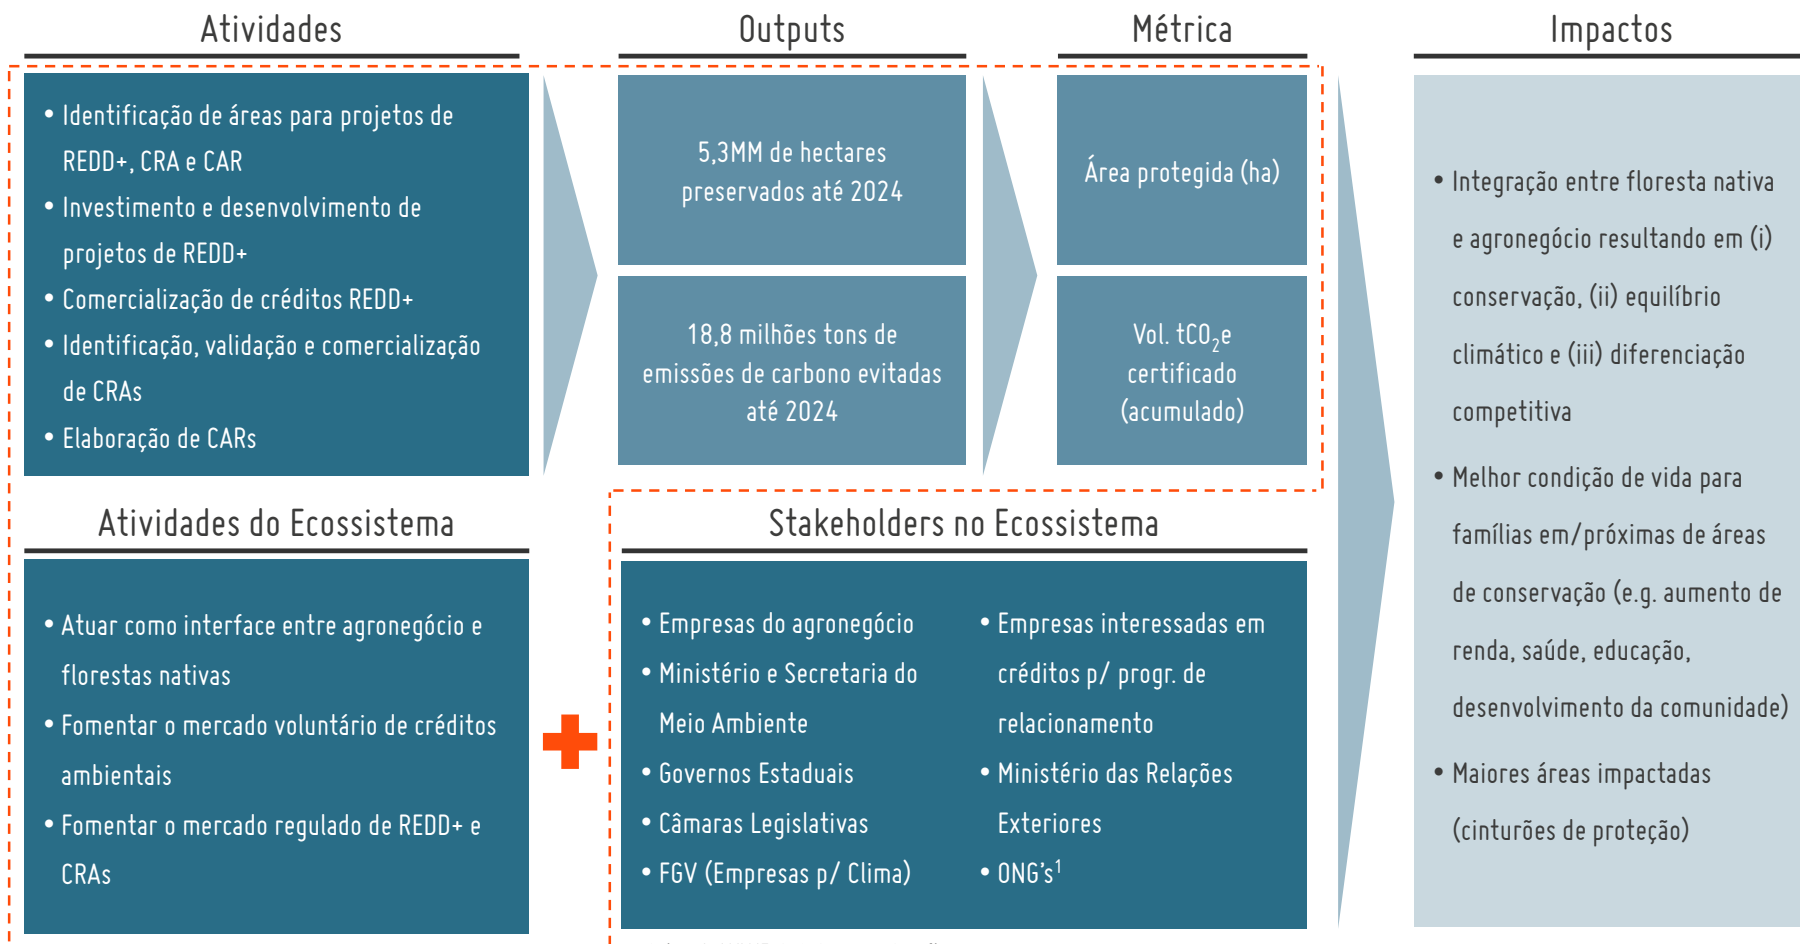 Atividades
• Identificação de áreas para projetos de
REDD+, CRA e CAR
• Investimento e desenvolvimento de
projetos de REDD+
• Comercialização de créditos REDD+
• Identificação, validação e comercialização
de CRAs
• Elaboração de CARs
Outputs
5,3MM de hectares
preservados até 2024
18,8 milhões tons de
emissões de carbono evitadas
até 2024
Métrica
Área protegida (ha)
Vol. tCO₂e
certificado
(acumulado)
Atividades do Ecossistema
• Atuar como interface entre agronegócio e
florestas nativas
• Fomentar o mercado voluntário de créditos
ambientais
• Fomentar o mercado regulado de REDD+ e
CRAs
Stakeholders no Ecossistema
• Empresas do agronegócio
• Ministério e Secretaria do
Meio Ambiente
• Governos Estaduais
• Câmaras Legislativas
• FGV (Empresas p/ Clima)
• Empresas interessadas em
créditos p/ progr. de
relacionamento
• Ministério das Relações
Exteriores
• ONG's¹
Impactos
• Integração entre floresta nativa
e agronegócio resultando em (i)
conservação, (ii) equilíbrio
climático e (iii) diferenciação
competitiva
• Melhor condição de vida para
famílias em/próximas de áreas
de conservação (e.g. aumento de
renda, saúde, educação,
desenvolvimento da comunidade)
• Maiores áreas impactadas
(cinturões de proteção)